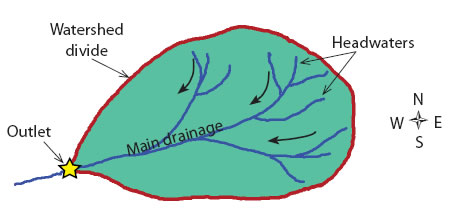 Watershed
divide
Headwaters
Outlet
Main drainage
N
W E
S